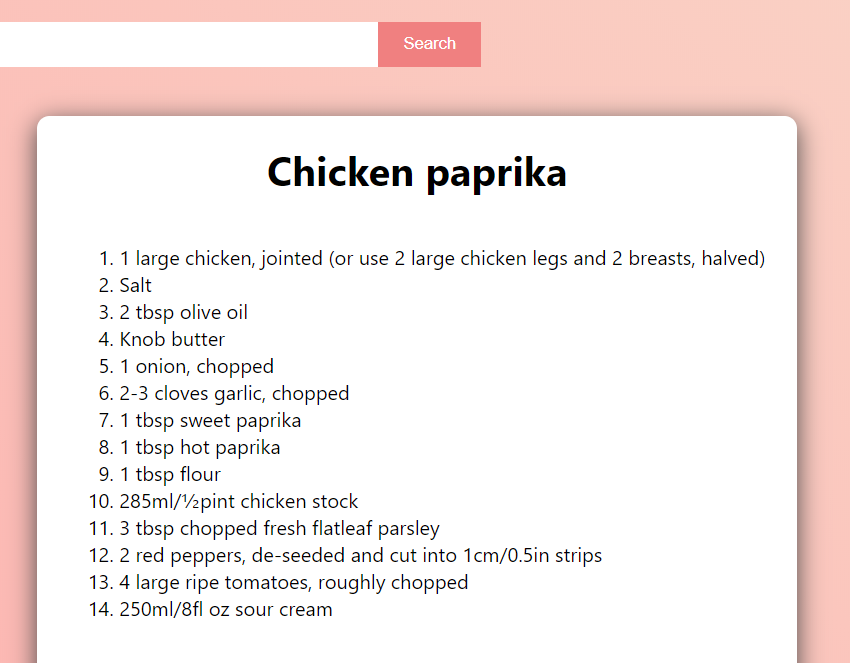 Search
Chicken paprika
1. 1 large chicken, jointed (or use 2 large chicken legs and 2 breasts, halved)
2. Salt
3. 2 tbsp olive oil
4. Knob butter
5. 1 onion, chopped
6. 2-3 cloves garlic, chopped
7. 1 tbsp sweet paprika
8. 1 tbsp hot paprika
9. 1 tbsp flour
10. 285ml/½pint chicken stock
11. 3 tbsp chopped fresh flatleaf parsley
12. 2 red peppers, de-seeded and cut into 1cm/0.5in strips
13. 4 large ripe tomatoes, roughly chopped
14. 250ml/8fl oz sour cream